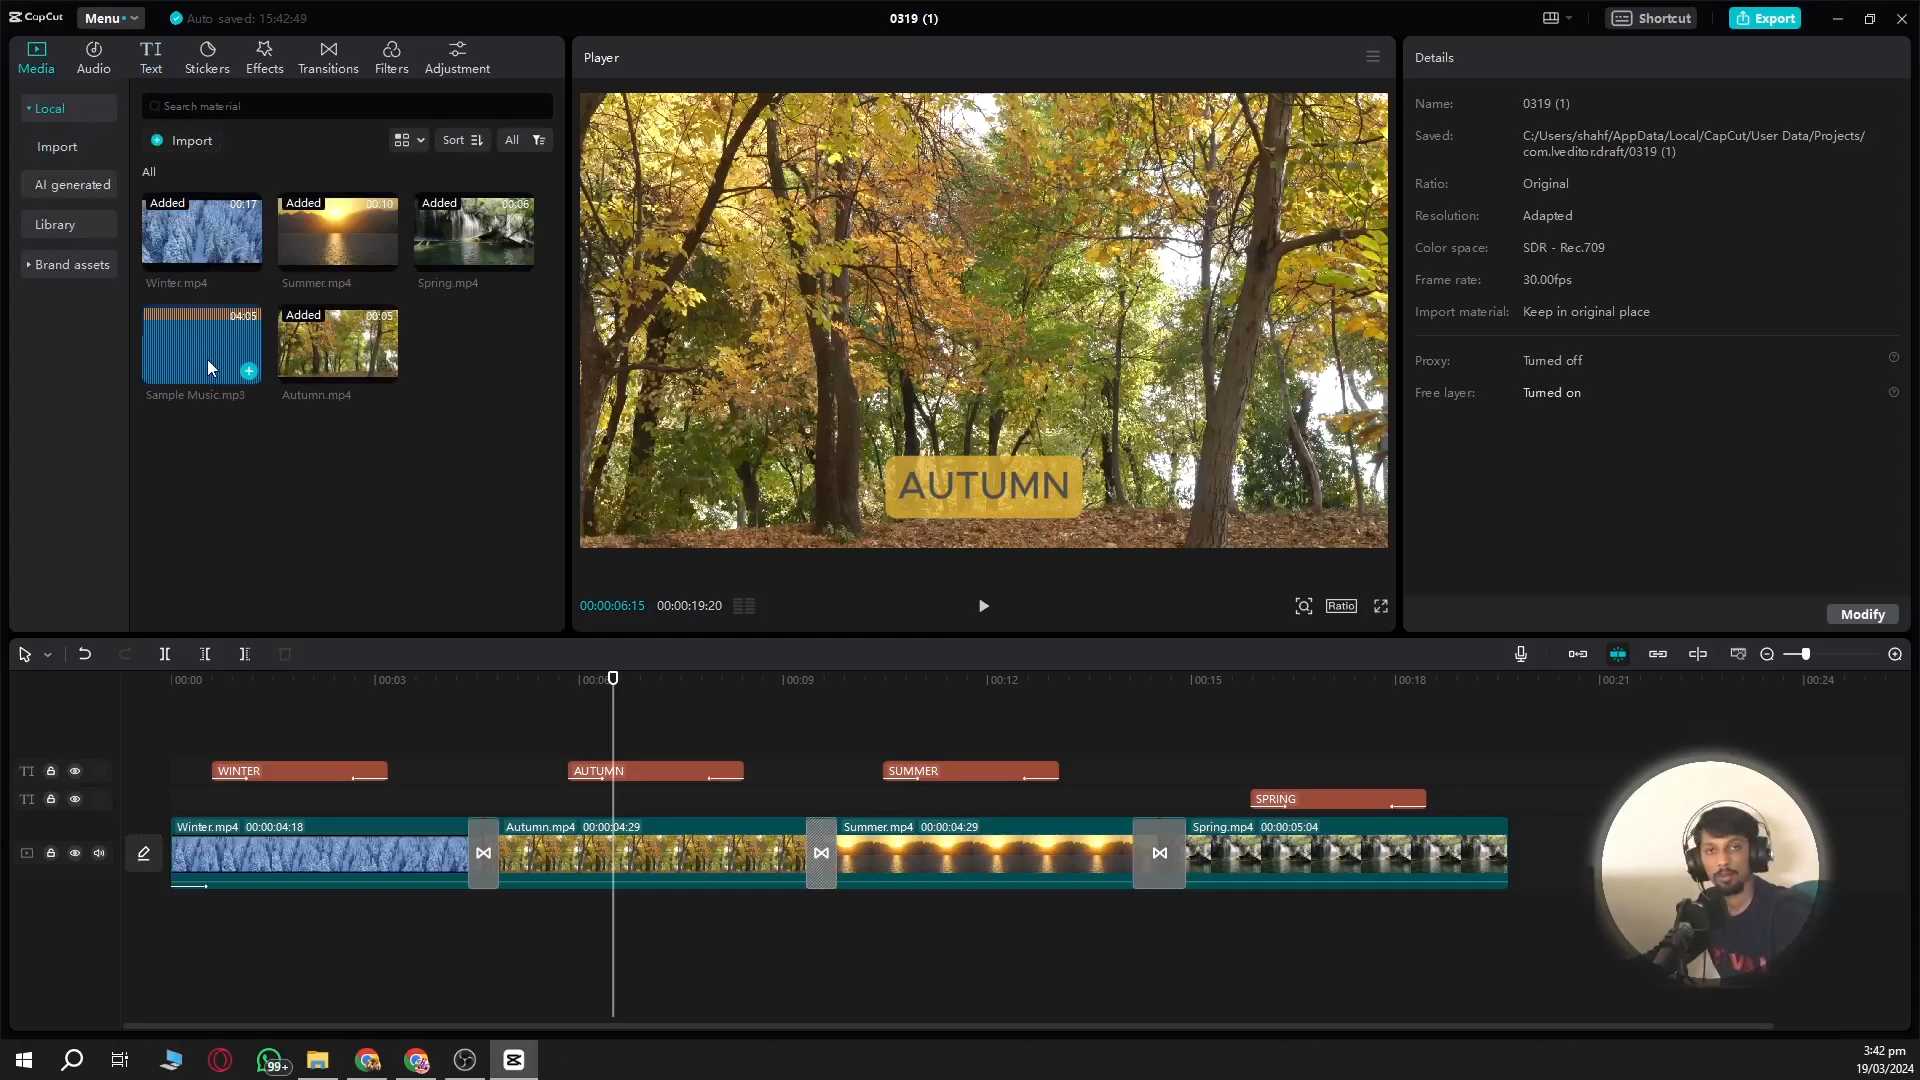 CapCut
Menu
Auto saved: 15:42:49
0319 (1)
Shortcut
Export
Media
Audio
TI
Text
Stickers
Effects
Transitions
Filters
Adjustment
Player
Details
Local
Import
AI generated
Library
Brand assets
Search material
Import
Sort
All
All
Added
00:17
Added
00:10
Added
00:06
Winter.mp4
Summer.mp4
Spring.mp4
04:05
Added
00:05
Sample Music.mp3
Autumn.mp4
AUTUMN
00:00:06:15
00:00:19:20
Ratio
Name:
0319 (1)
Saved:
C:/Users/shahf/AppData/Local/CapCut/User Data/Projects/
com.lveditor.draft/0319 (1)
Ratio:
Original
Resolution:
Adapted
Color space:
SDR - Rec.709
Frame rate:
30.00fps
Import material:
Keep in original place
Proxy:
Turned off
Free layer:
Turned on
Modify
00:00
00:03
00:09
00:12
00:15
00:18
00:21
00:24
TI
WINTER
AUTUMN
SUMMER
TI
SPRING
Winter.mp4 00:00:04:18
Autumn.mp4 00:00:04:29
Summer.mp4 00:00:04:29
Spring.mp4 00:00:05:04
99+
3:42 pm
19/03/2024